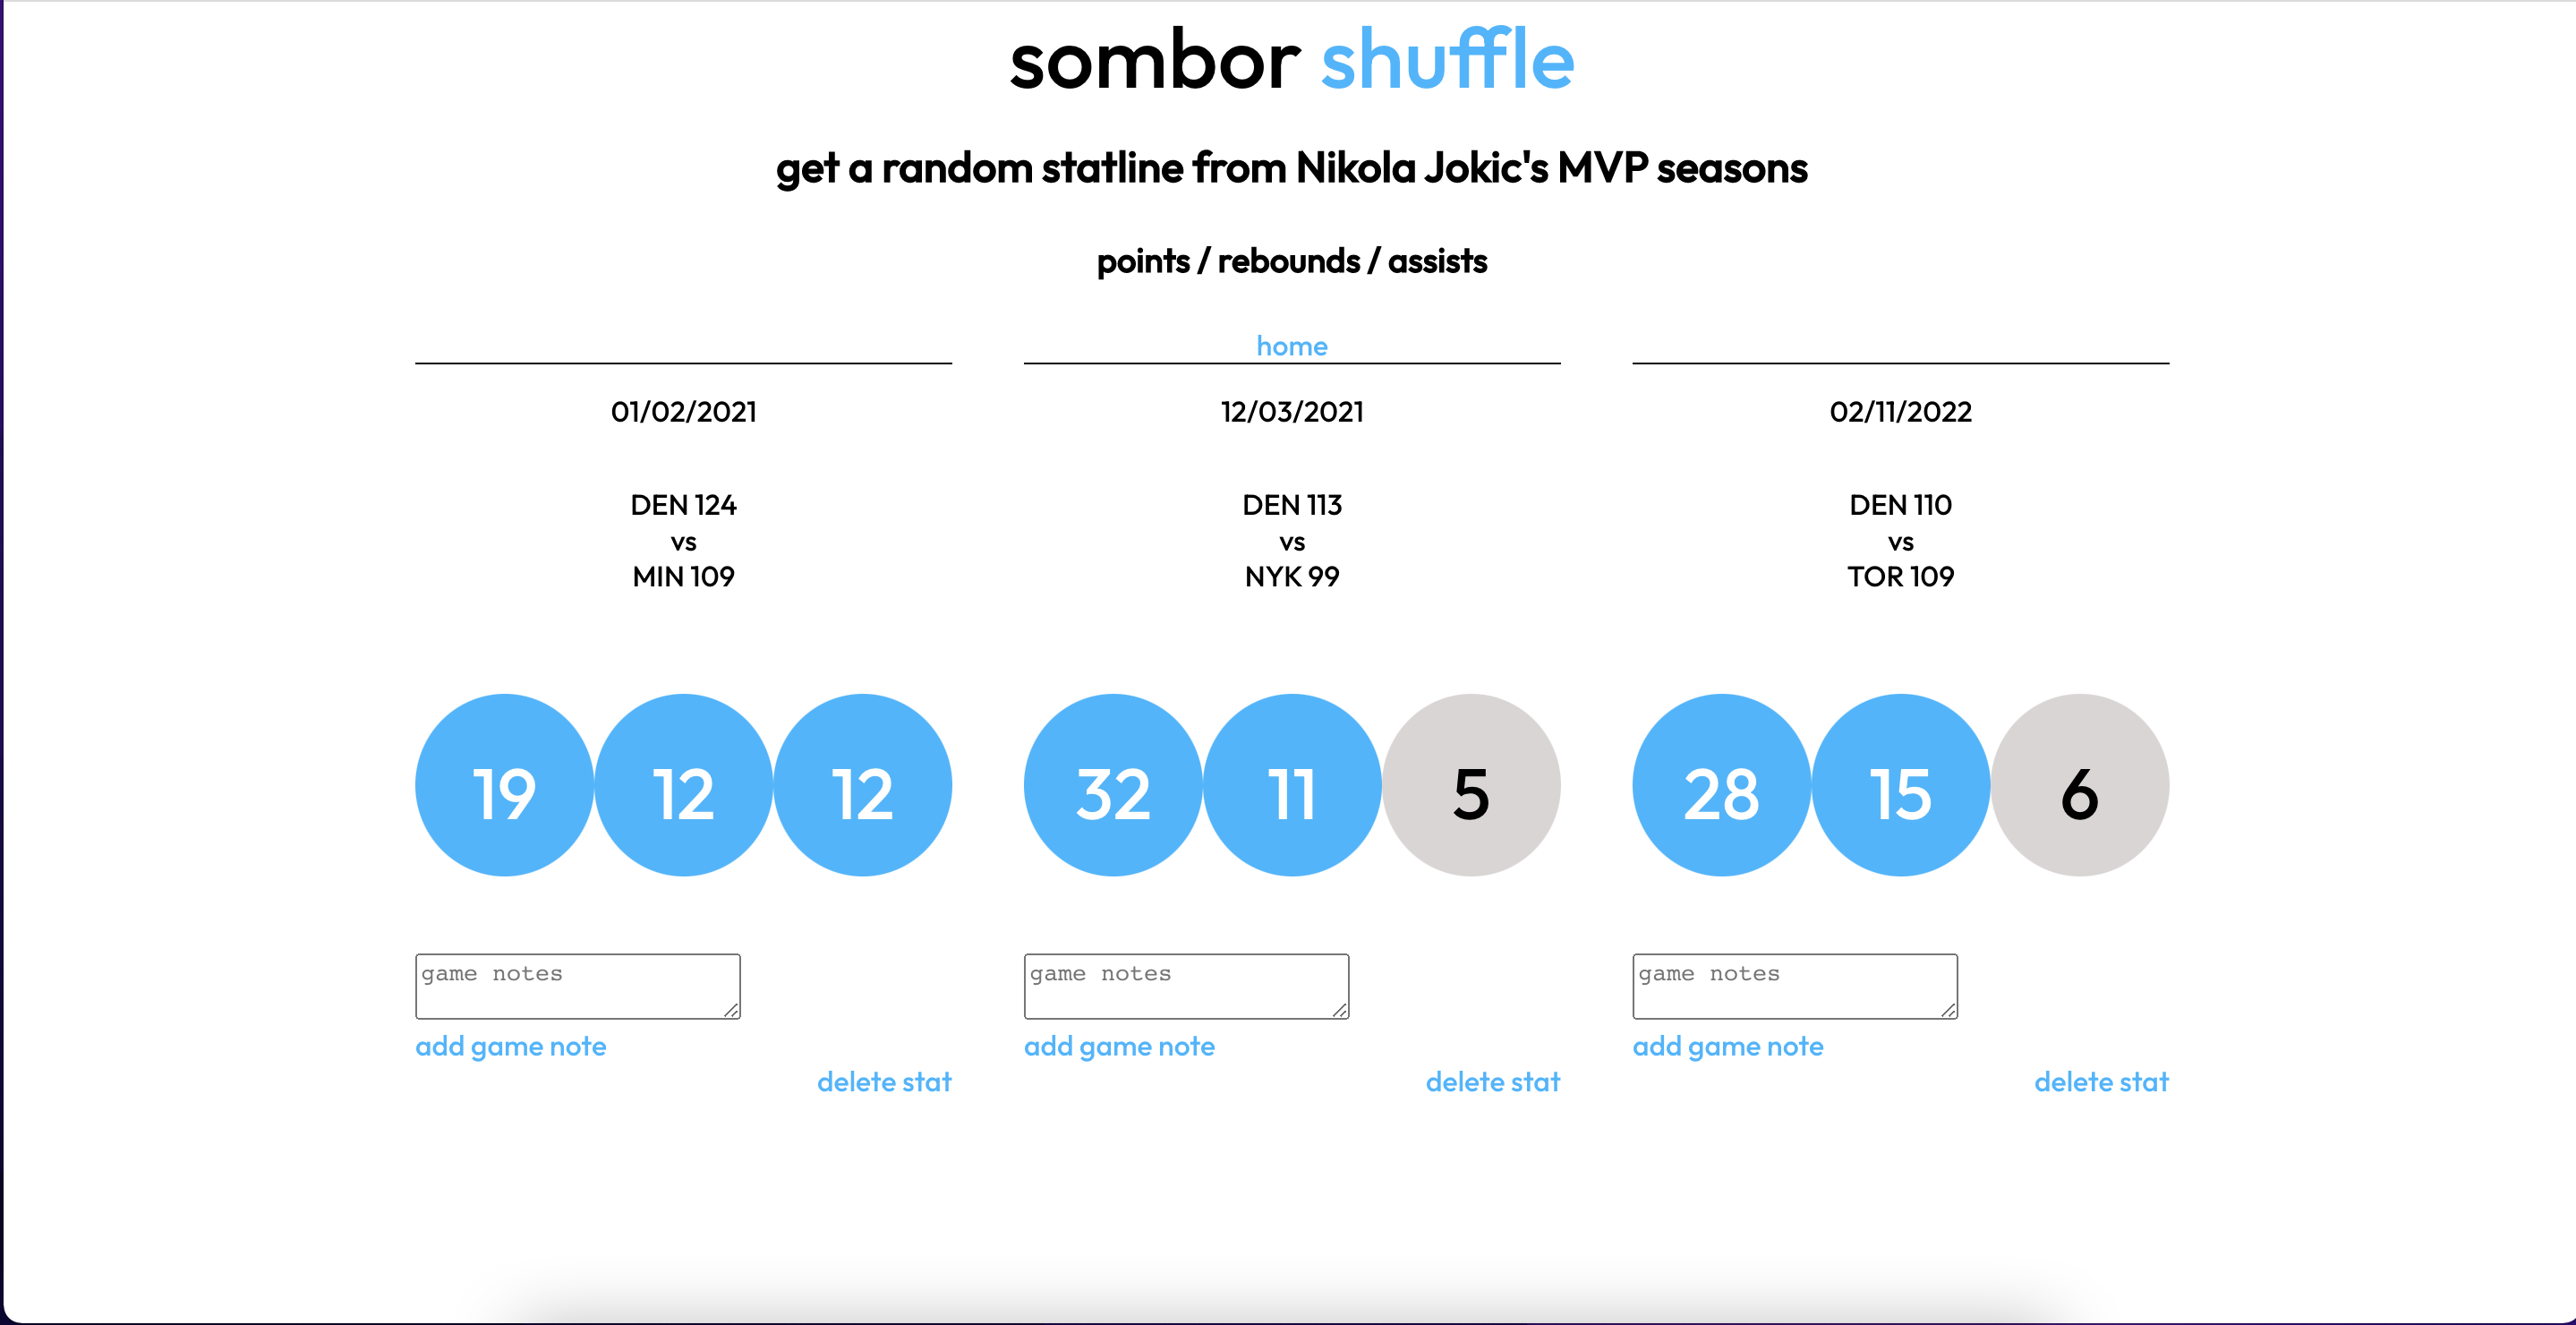 sombor shuffle
get a random statline from Nikola Jokic's MVP seasons
points / rebounds / assists
home
01/02/2021
DEN 124
vs
MIN 109
19 12 12
game notes
add game note
delete stat
12/03/2021
DEN 113
vs
NYK 99
32 11 5
game notes
add game note
delete stat
02/11/2022
DEN 110
vs
TOR 109
28 15 6
game notes
add game note
delete stat